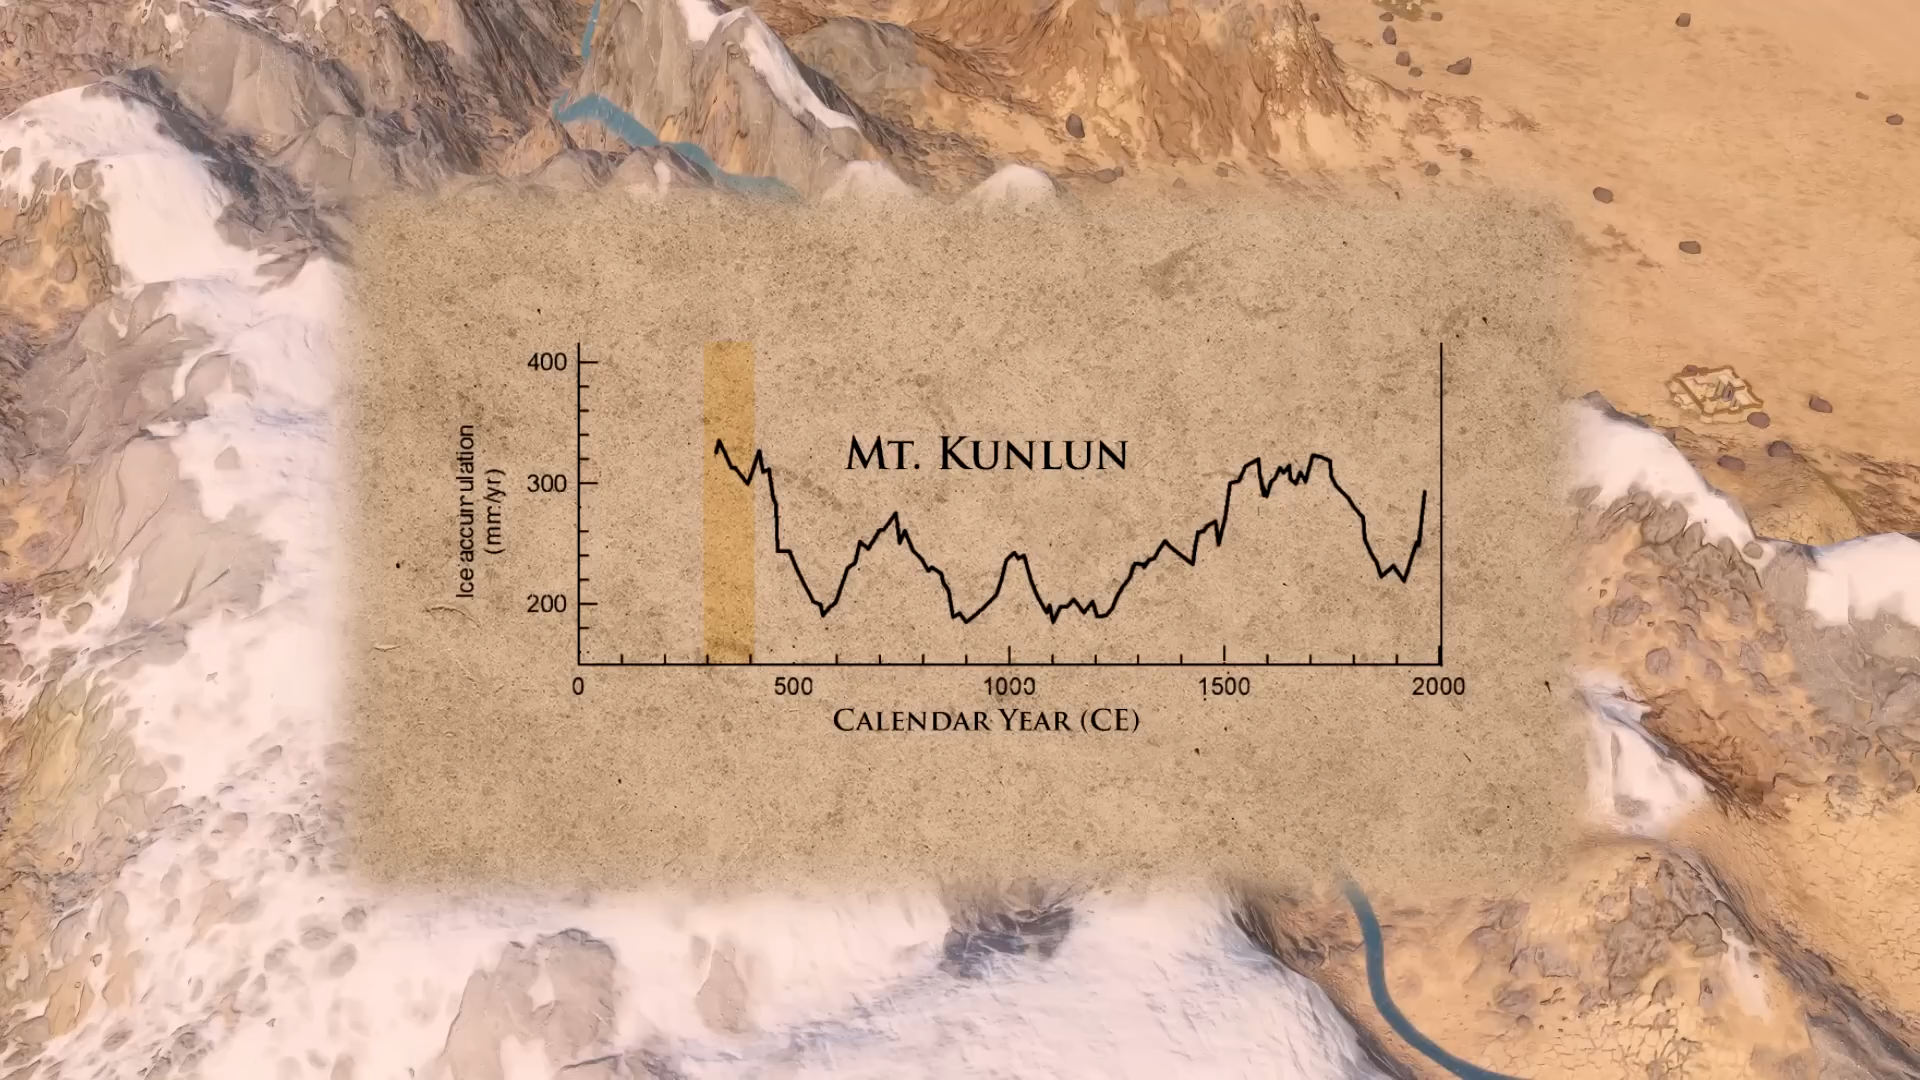 400
300
200
Ice accumulation
(mm/yr)
MT. KUNLUN
0 500 1000 1500 2000
CALENDAR YEAR (CE)